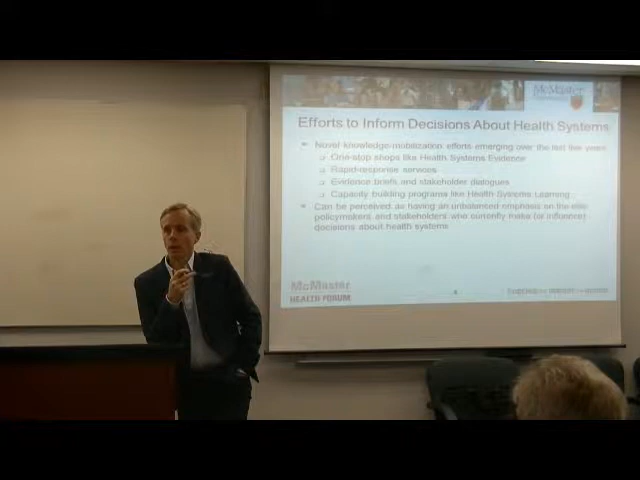 McMaster
Efforts to Inform Decisions About Health Systems
Novel knowledge-mobilization efforts emerging over the last few years
One-stop shops like Health Systems Evidence
Rapid-response services
Evidence briefs and stakeholder dialogues
Capacity building programs like Health Systems Learning
Can be perceived as having an unbalanced emphasis on the elite
policymakers and stakeholders who currently make (or influence)
decisions about health systems
McMaster
HEALTH FORUM